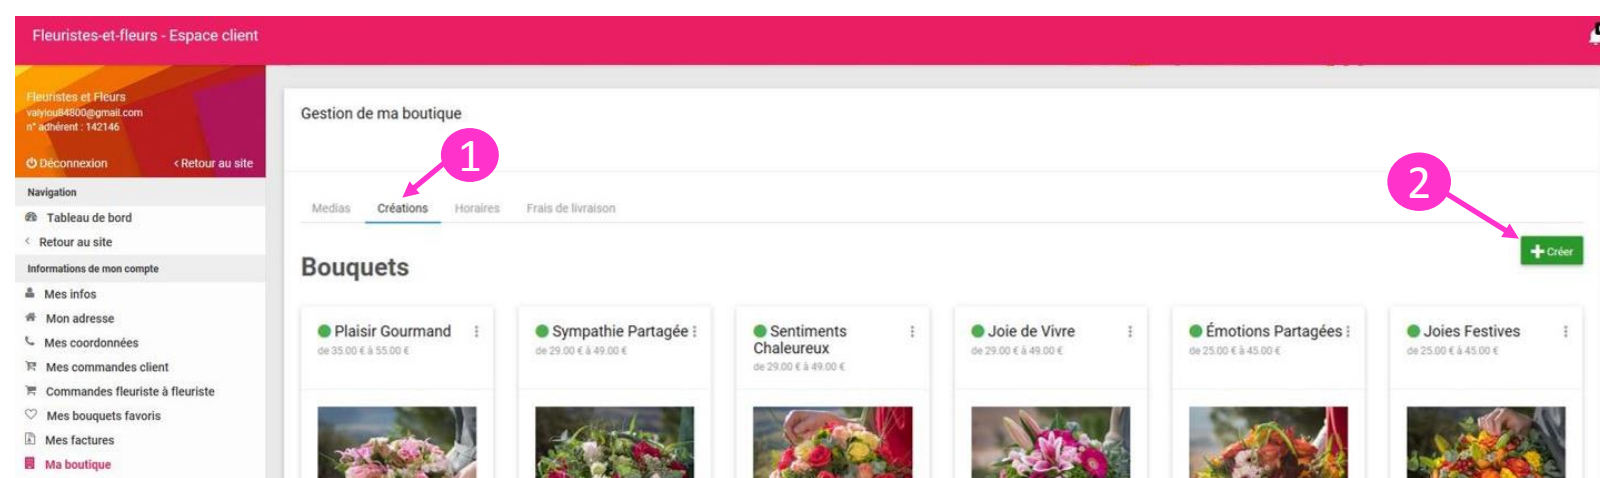 Fleuristes-et-fleurs - Espace client
Fleuristes et Fleurs
valyiou84800@gmail.com
n° adhérent : 142146
Déconnexion
< Retour au site
Navigation
Tableau de bord
< Retour au site
Informations de mon compte
Mes infos
Mon adresse
Mes coordonnées
Mes commandes client
Commandes fleuriste à fleuriste
Mes bouquets favoris
Mes factures
Ma boutique
Gestion de ma boutique
1
2
Medias Créations Horaires Frais de livraison
+ Créer
Bouquets
Plaisir Gourmand
de 35.00 € à 55.00 €
Sympathie Partagée
de 29.00 € à 49.00 €
Sentiments
Chaleureux
de 29.00 € à 49.00 €
Joie de Vivre
de 29.00 € à 49.00 €
Émotions Partagées
de 25.00 € à 45.00 €
Joies Festives
de 25.00 € à 45.00 €